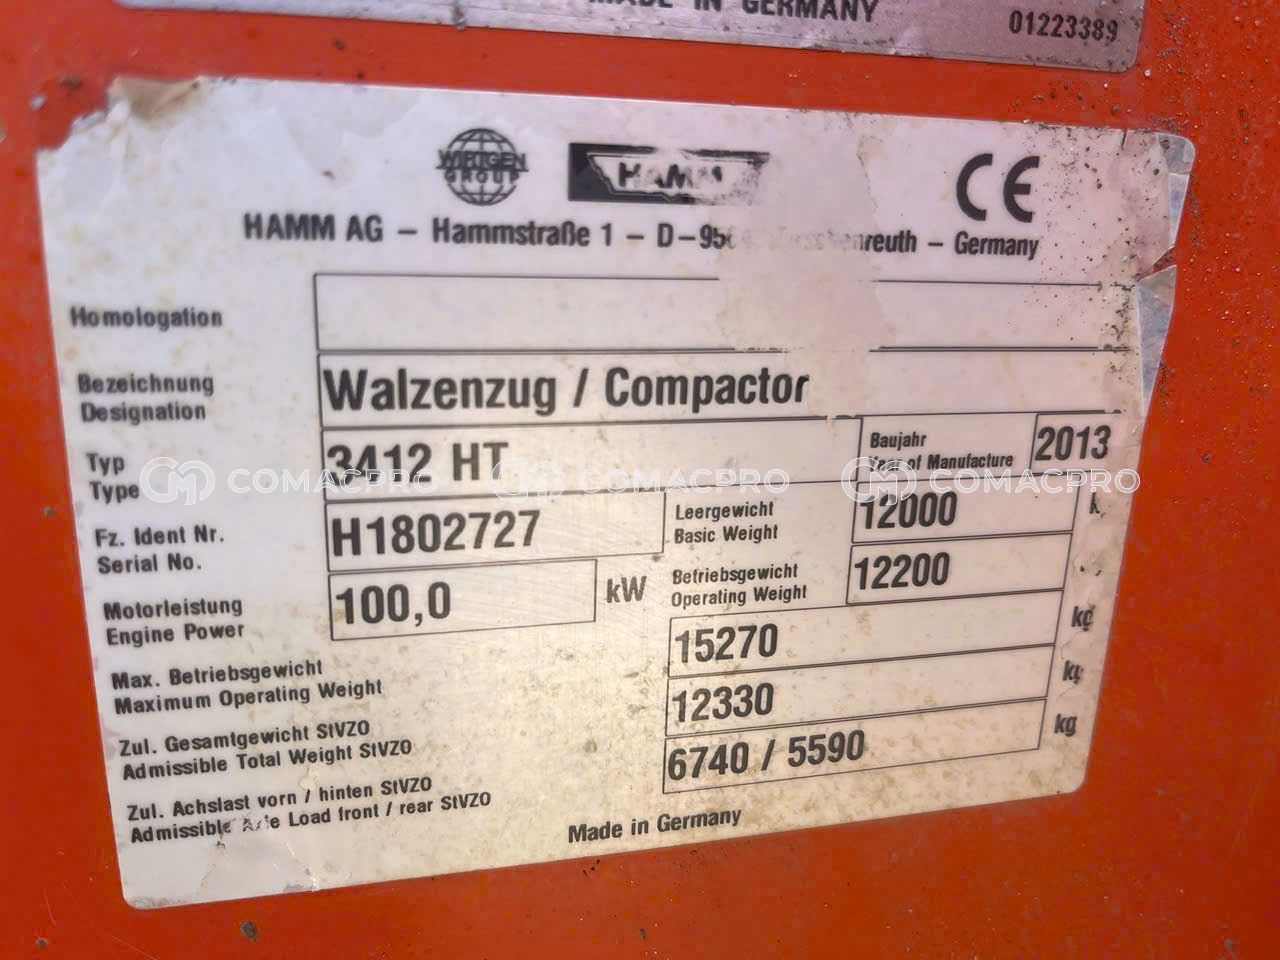 MADE IN GERMANY
01223389
WIRTGEN
GROUP
HAMM
CE
HAMM AG – Hammstraße 1 – D–95 – Germany
Homologation
Bezeichnung
Designation
Walzenzug / Compactor
Typ
Type
3412 HT
Baujahr
Year of Manufacture
2013
COMACPRO COMACPRO COMACPRO
Fz. Ident Nr.
Serial No.
H1802727
Leergewicht
Basic Weight
12000
Motorleistung
Engine Power
100,0 kW
Betriebsgewicht
Operating Weight
12200
Max. Betriebsgewicht
Maximum Operating Weight
15270 kg
Zul. Gesamtgewicht StVZO
Admissible Total Weight StVZO
12330 kg
Zul. Achslast vorn / hinten StVZO
Admissible Axle Load front / rear StVZO
6740 / 5590 kg
Made in Germany